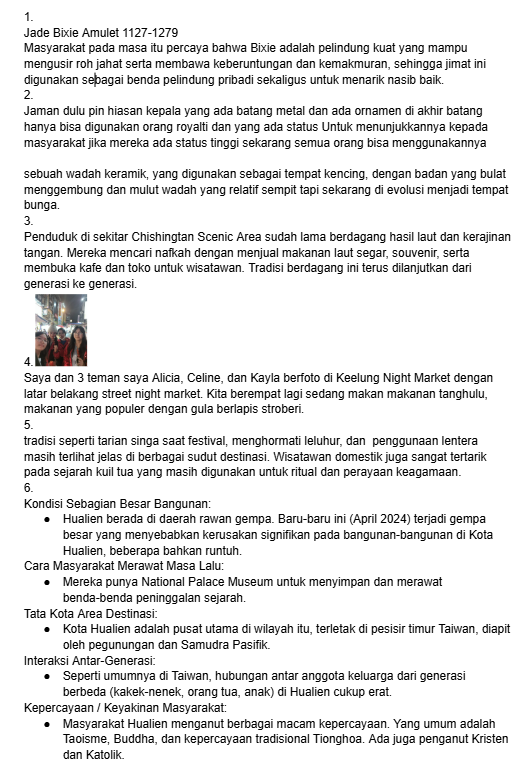 1.
Jade Bixie Amulet 1127-1279
Masyarakat pada masa itu percaya bahwa Bixie adalah pelindung kuat yang mampu
mengusir roh jahat serta membawa keberuntungan dan kemakmuran, sehingga jimat ini
digunakan sebagai benda pelindung pribadi sekaligus untuk menarik nasib baik.
2.
Jaman dulu pin hiasan kepala yang ada batang metal dan ada ornamen di akhir batang
hanya bisa digunakan orang royalti dan yang ada status Untuk menunjukkannya kepada
masyarakat jika mereka ada status tinggi sekarang semua orang bisa menggunakannya
sebuah wadah keramik, yang digunakan sebagai tempat kencing, dengan badan yang bulat
menggembung dan mulut wadah yang relatif sempit tapi sekarang di evolusi menjadi tempat
bunga.
3.
Penduduk di sekitar Chishingtan Scenic Area sudah lama berdagang hasil laut dan kerajinan
tangan. Mereka mencari nafkah dengan menjual makanan laut segar, souvenir, serta
membuka kafe dan toko untuk wisatawan. Tradisi berdagang ini terus dilanjutkan dari
generasi ke generasi.
4.
Saya dan 3 teman saya Alicia, Celine, dan Kayla berfoto di Keelung Night Market dengan
latar belakang street night market. Kita berempat lagi sedang makan makanan tanghulu,
makanan yang populer dengan gula berlapis stroberi.
5.
tradisi seperti tarian singa saat festival, menghormati leluhur, dan penggunaan lentera
masih terlihat jelas di berbagai sudut destinasi. Wisatawan domestik juga sangat tertarik
pada sejarah kuil tua yang masih digunakan untuk ritual dan perayaan keagamaan.
6.
Kondisi Sebagian Besar Bangunan:
● Hualien berada di daerah rawan gempa. Baru-baru ini (April 2024) terjadi gempa
besar yang menyebabkan kerusakan signifikan pada bangunan-bangunan di Kota
Hualien, beberapa bahkan runtuh.
Cara Masyarakat Merawat Masa Lalu:
● Mereka punya National Palace Museum untuk menyimpan dan merawat
benda-benda peninggalan sejarah.
Tata Kota Area Destinasi:
● Kota Hualien adalah pusat utama di wilayah itu, terletak di pesisir timur Taiwan, diapit
oleh pegunungan dan Samudra Pasifik.
Interaksi Antar-Generasi:
● Seperti umumnya di Taiwan, hubungan antar anggota keluarga dari generasi
berbeda (kakek-nenek, orang tua, anak) di Hualien cukup erat.
Kepercayaan / Keyakinan Masyarakat:
● Masyarakat Hualien menganut berbagai macam kepercayaan. Yang umum adalah
Taoisme, Buddha, dan kepercayaan tradisional Tionghoa. Ada juga penganut Kristen
dan Katolik.